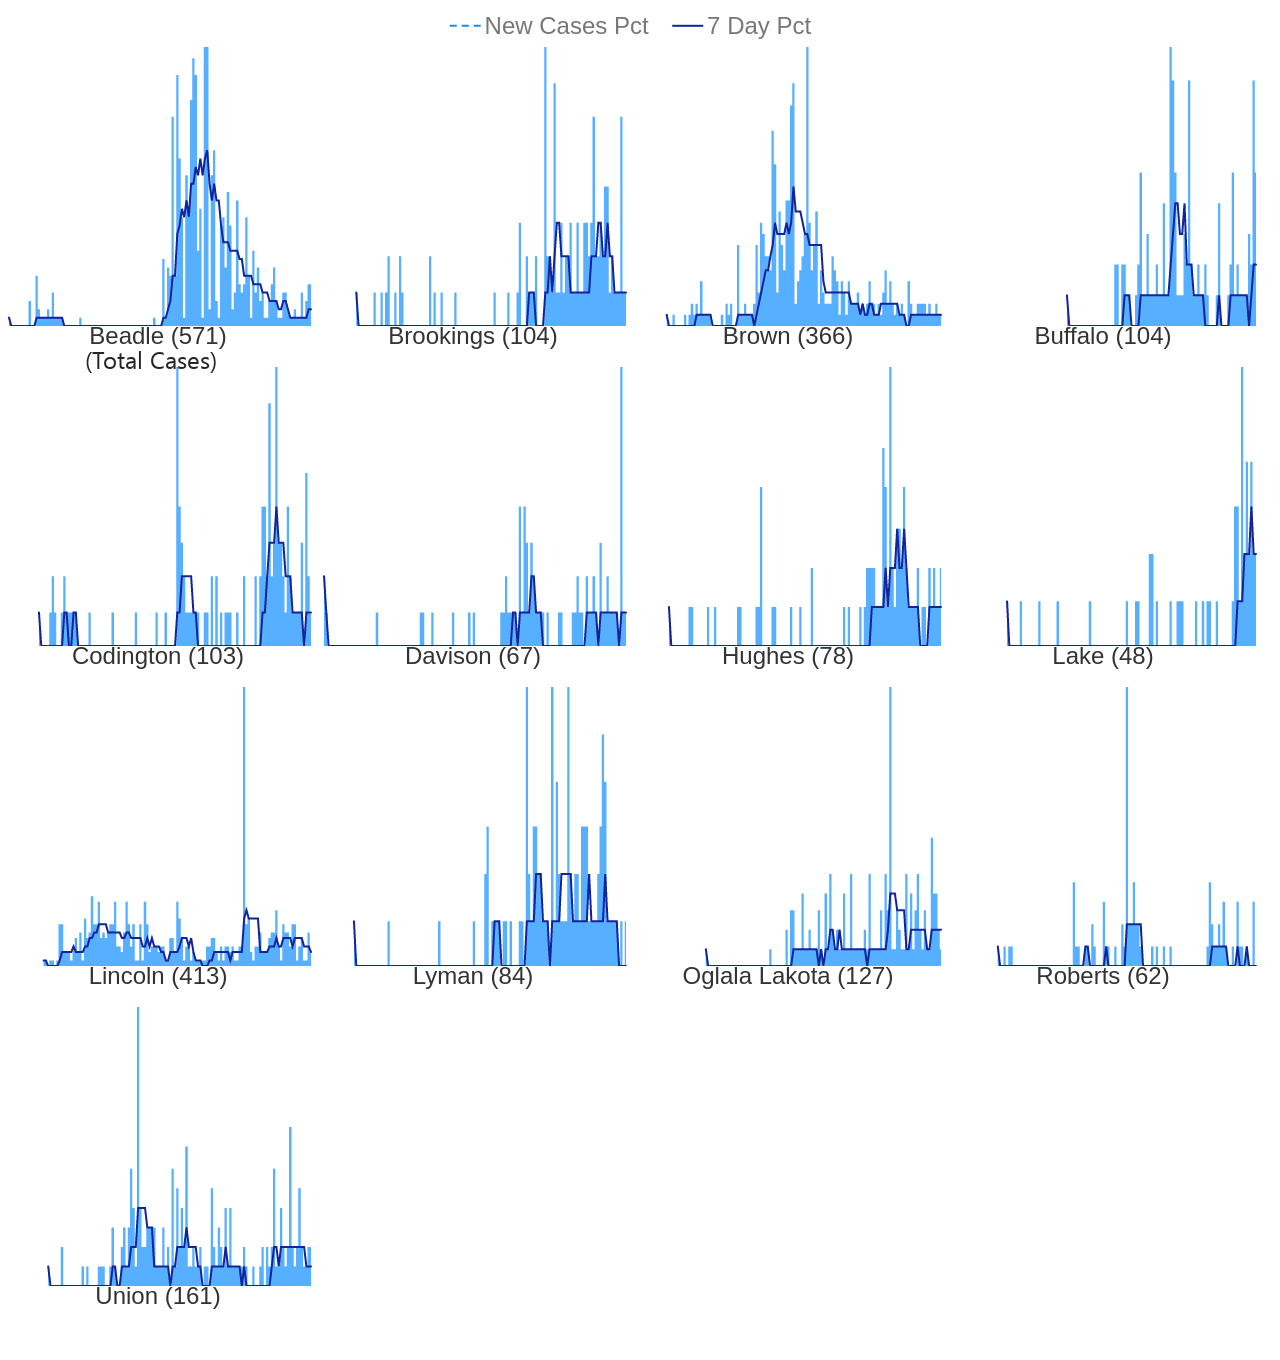 New Cases Pct 7 Day Pct
Beadle (571) Brookings (104) Brown (366) Buffalo (104)
(Total Cases)
Codington (103) Davison (67) Hughes (78) Lake (48)
Lincoln (413) Lyman (84) Oglala Lakota (127) Roberts (62)
Union (161)